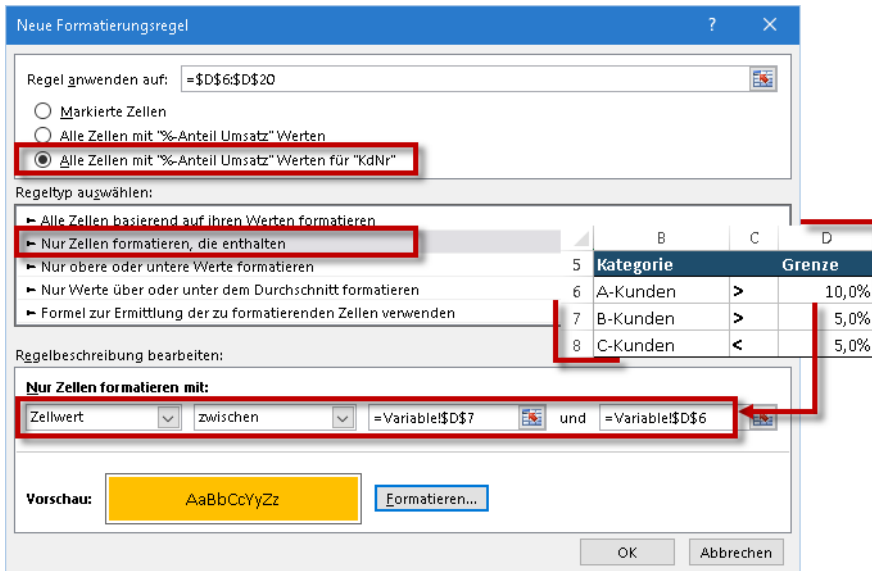 Neue Formatierungsregel ? ×
Regel anwenden auf: =$D$6:$D$20
Markierte Zellen
Alle Zellen mit "%-Anteil Umsatz" Werten
Alle Zellen mit "%-Anteil Umsatz" Werten für "KdNr"
Regeltyp auswählen:
► Alle Zellen basierend auf ihren Werten formatieren
► Nur Zellen formatieren, die enthalten
► Nur obere oder untere Werte formatieren
► Nur Werte über oder unter dem Durchschnitt formatieren
► Formel zur Ermittlung der zu formatierenden Zellen verwenden
B C D
5 Kategorie Grenze
6 A-Kunden > 10,0%
7 B-Kunden > 5,0%
8 C-Kunden < 5,0%
Regelbeschreibung bearbeiten:
Nur Zellen formatieren mit:
Zellwert zwischen =Variable!$D$7 und =Variable!$D$6
Vorschau: AaBbCcYyZz Formatieren...
OK Abbrechen